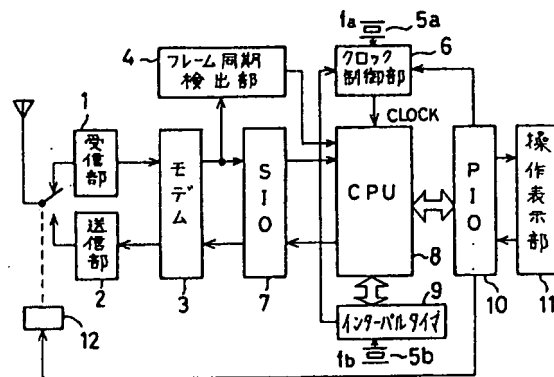 fa
5a
4
フレーム同期
検出部
クロック
制御部
6
CLOCK
1
受信部
モデム
SIO
CPU
PIO
操作表示部
送信部
2
3
7
8
9
10
11
インターバルタイマ
12
fb
5b